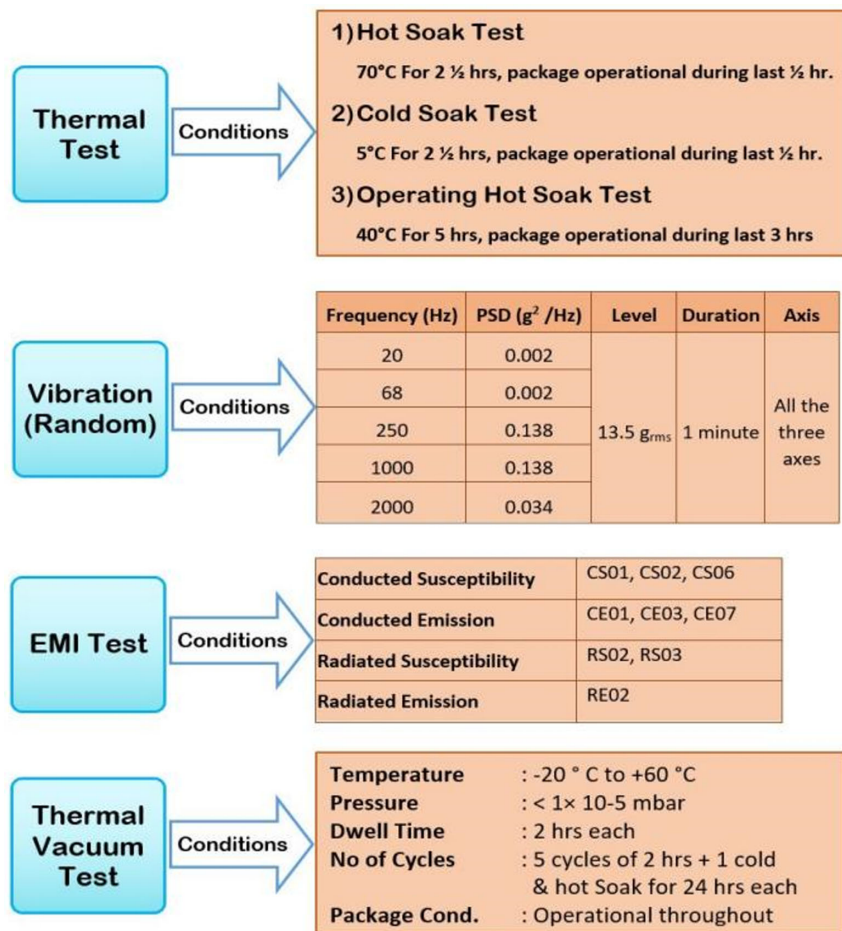 Thermal
Test
Conditions
1) Hot Soak Test
70°C For 2 ½ hrs, package operational during last ½ hr.
2) Cold Soak Test
5°C For 2 ½ hrs, package operational during last ½ hr.
3) Operating Hot Soak Test
40°C For 5 hrs, package operational during last 3 hrs
Vibration
(Random)
Conditions
Frequency (Hz) PSD (g² /Hz) Level Duration Axis
20 0.002
68 0.002
250 0.138
1000 0.138
2000 0.034
13.5 grms 1 minute
All the
three
axes
EMI Test
Conditions
Conducted Susceptibility CS01, CS02, CS06
Conducted Emission CE01, CE03, CE07
Radiated Susceptibility RS02, RS03
Radiated Emission RE02
Thermal
Vacuum
Test
Conditions
Temperature : -20 ° C to +60 °C
Pressure : < 1× 10-5 mbar
Dwell Time : 2 hrs each
No of Cycles : 5 cycles of 2 hrs + 1 cold
& hot Soak for 24 hrs each
Package Cond. : Operational throughout